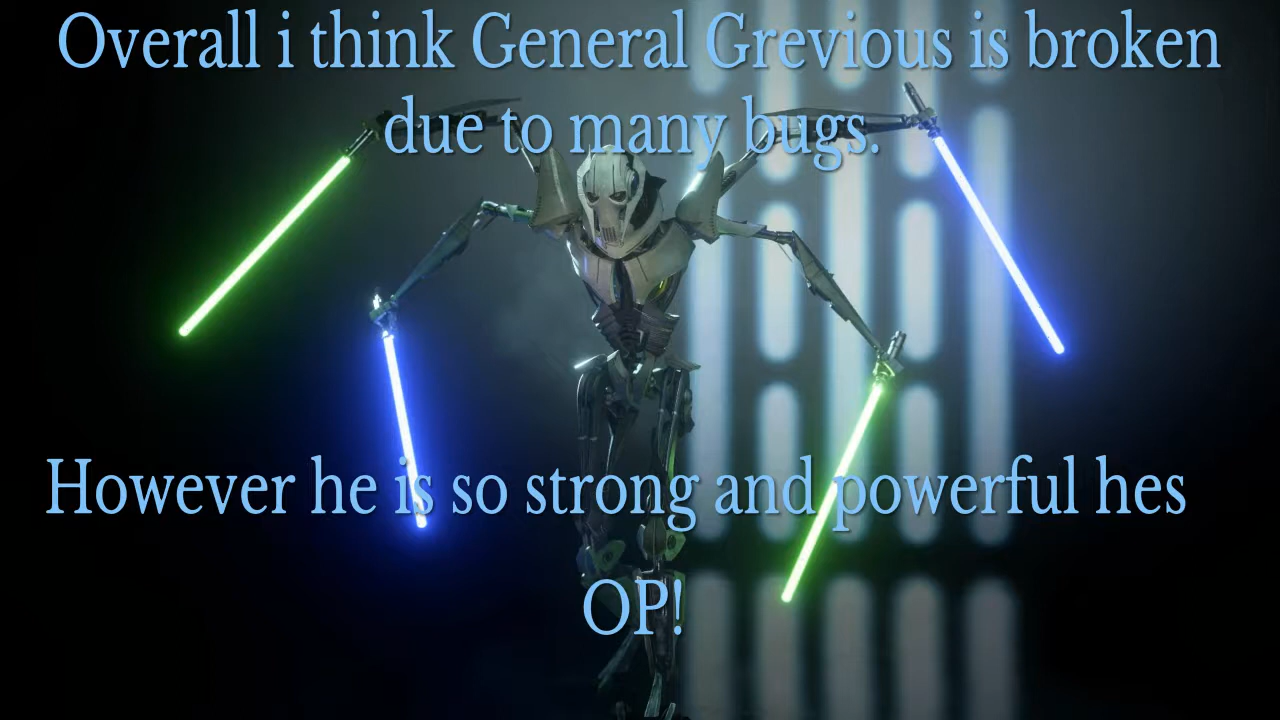 Overall i think General Grevious is broken
due to many bugs.
However he is so strong and powerful hes
OP!